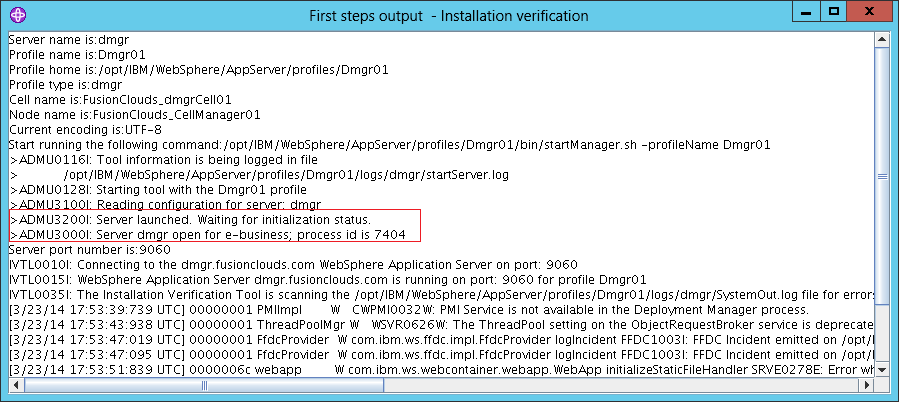 First steps output - Installation verification
Server name is:dmgr
Profile name is:Dmgr01
Profile home is:/opt/IBM/WebSphere/AppServer/profiles/Dmgr01
Profile type is:dmgr
Cell name is:FusionClouds_dmgrCell01
Node name is:FusionClouds_CellManager01
Current encoding is:UTF-8
Start running the following command:/opt/IBM/WebSphere/AppServer/profiles/Dmgr01/bin/startManager.sh -profileName Dmgr01
>ADMU0116I: Tool information is being logged in file
> /opt/IBM/WebSphere/AppServer/profiles/Dmgr01/logs/dmgr/startServer.log
>ADMU0128I: Starting tool with the Dmgr01 profile
>ADMU3100I: Reading configuration for server: dmgr
>ADMU3200I: Server launched. Waiting for initialization status.
>ADMU3000I: Server dmgr open for e-business; process id is 7404
Server port number is:9060
IVTL0010I: Connecting to the dmgr.fusionclouds.com WebSphere Application Server on port: 9060
IVTL0015I: WebSphere Application Server dmgr.fusionclouds.com is running on port: 9060 for profile Dmgr01
IVTL0035I: The Installation Verification Tool is scanning the /opt/IBM/WebSphere/AppServer/profiles/Dmgr01/logs/dmgr/SystemOut.log file for errors
[3/23/14 17:53:39:739 UTC] 00000001 PMIImpl W CWPMI0032W: PMI Service is not available in the Deployment Manager process.
[3/23/14 17:53:43:938 UTC] 00000001 ThreadPoolMgr W WSVR0626W: The ThreadPool setting on the ObjectRequestBroker service is deprecate
[3/23/14 17:53:47:019 UTC] 00000001 FfdcProvider W com.ibm.ws.ffdc.impl.FfdcProvider logIncident FFDC1003I: FFDC Incident emitted on /opt/I
[3/23/14 17:53:47:095 UTC] 00000001 FfdcProvider W com.ibm.ws.ffdc.impl.FfdcProvider logIncident FFDC1003I: FFDC Incident emitted on /opt/I
[3/23/14 17:53:51:839 UTC] 0000006c webapp W com.ibm.ws.webcontainer.webapp.WebApp initializeStaticFileHandler SRVE0278E: Error wh